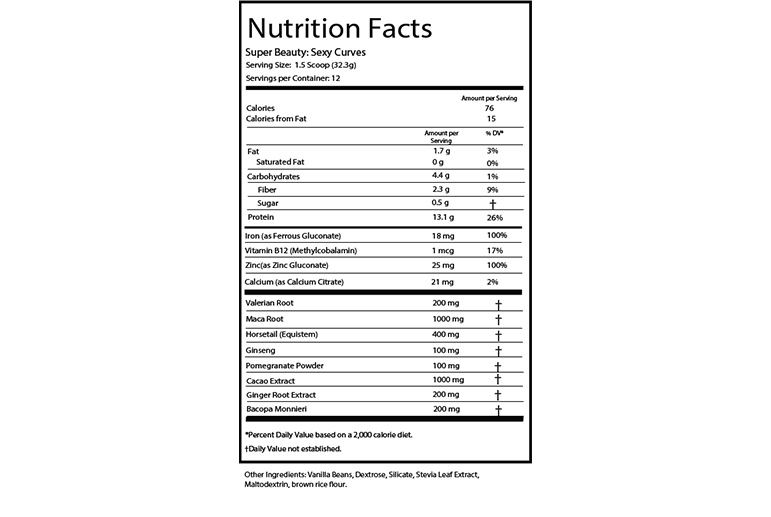 Nutrition Facts
Super Beauty: Sexy Curves
Serving Size: 1.5 Scoop (32.3g)
Servings per Container: 12
Amount per Serving
Calories 76
Calories from Fat 15
Amount per Serving % DV*
Fat 1.7 g 3%
Saturated Fat 0 g 0%
Carbohydrates 4.4 g 1%
Fiber 2.3 g 9%
Sugar 0.5 g †
Protein 13.1 g 26%
Iron (as Ferrous Gluconate) 18 mg 100%
Vitamin B12 (Methylcobalamin) 1 mcg 17%
Zinc(as Zinc Gluconate) 25 mg 100%
Calcium (as Calcium Citrate) 21 mg 2%
Valerian Root 200 mg †
Maca Root 1000 mg †
Horsetail (Equistem) 400 mg †
Ginseng 100 mg †
Pomegranate Powder 100 mg †
Cacao Extract 1000 mg †
Ginger Root Extract 200 mg †
Bacopa Monnieri 200 mg †
*Percent Daily Value based on a 2,000 calorie diet.
†Daily Value not established.
Other Ingredients: Vanilla Beans, Dextrose, Silicate, Stevia Leaf Extract,
Maltodextrin, brown rice flour.